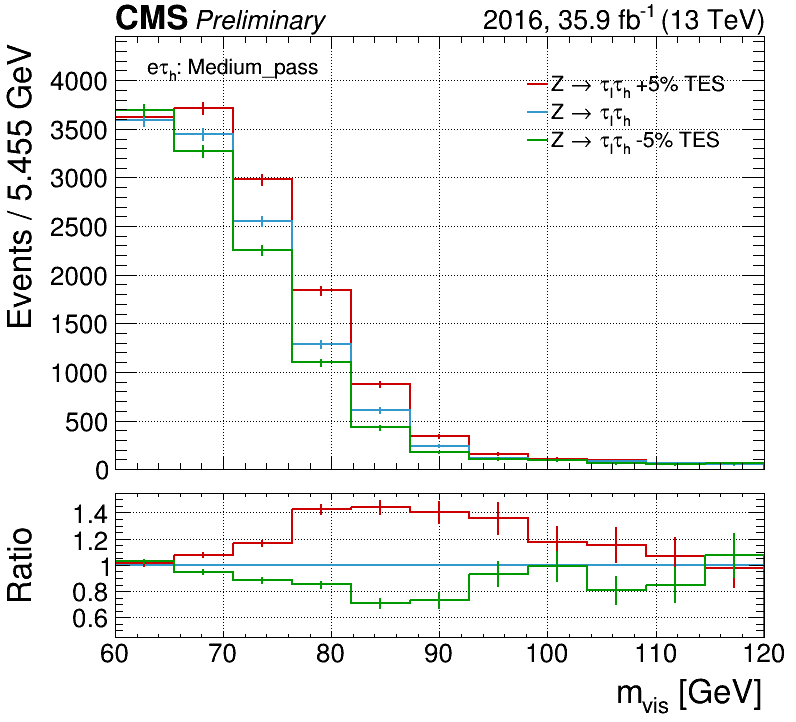 CMS Preliminary 2016, 35.9 fb⁻¹ (13 TeV)
eτₕ: Medium_pass
Z → τₗτₕ +5% TES
Z → τₗτₕ
Z → τₗτₕ -5% TES
Events / 5.455 GeV
4000
3500
3000
2500
2000
1500
1000
500
0
Ratio
1.4
1.2
1
0.8
0.6
60 70 80 90 100 110 120
m_vis [GeV]